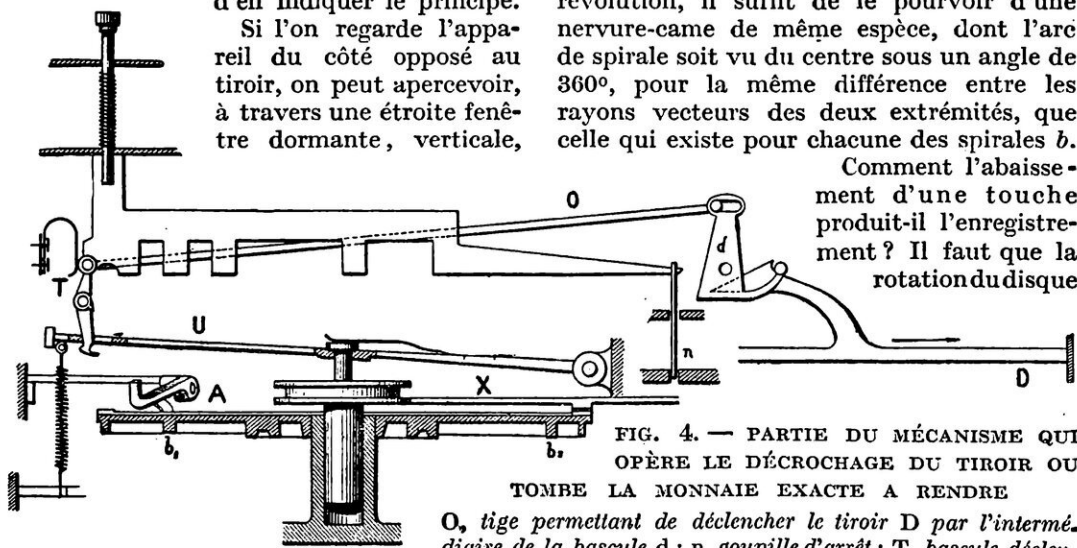 d'en indiquer le principe.
Si l'on regarde l'appa-
reil du côté opposé au
tiroir, on peut apercevoir,
à travers une étroite fenê-
tre dormante, verticale,
révolution, il suffit de le pourvoir d'une
nervure-came de même espèce, dont l'arc
de spirale soit vu du centre sous un angle de
360º, pour la même différence entre les
rayons vecteurs des deux extrémités, que
celle qui existe pour chacune des spirales b.
Comment l'abaisse-
ment d'une touche
produit-il l'enregistre-
ment ? Il faut que la
rotation du disque
O
d
T
U
n
A
X
D
b₁
b₂
FIG. 4. — PARTIE DU MÉCANISME QUI
OPÈRE LE DÉCROCHAGE DU TIROIR OU
TOMBE LA MONNAIE EXACTE A RENDRE
O, tige permettant de déclencher le tiroir D par l'intermé-
diaire de la bascule d ; n, goupille d'arrêt ; T, bascule